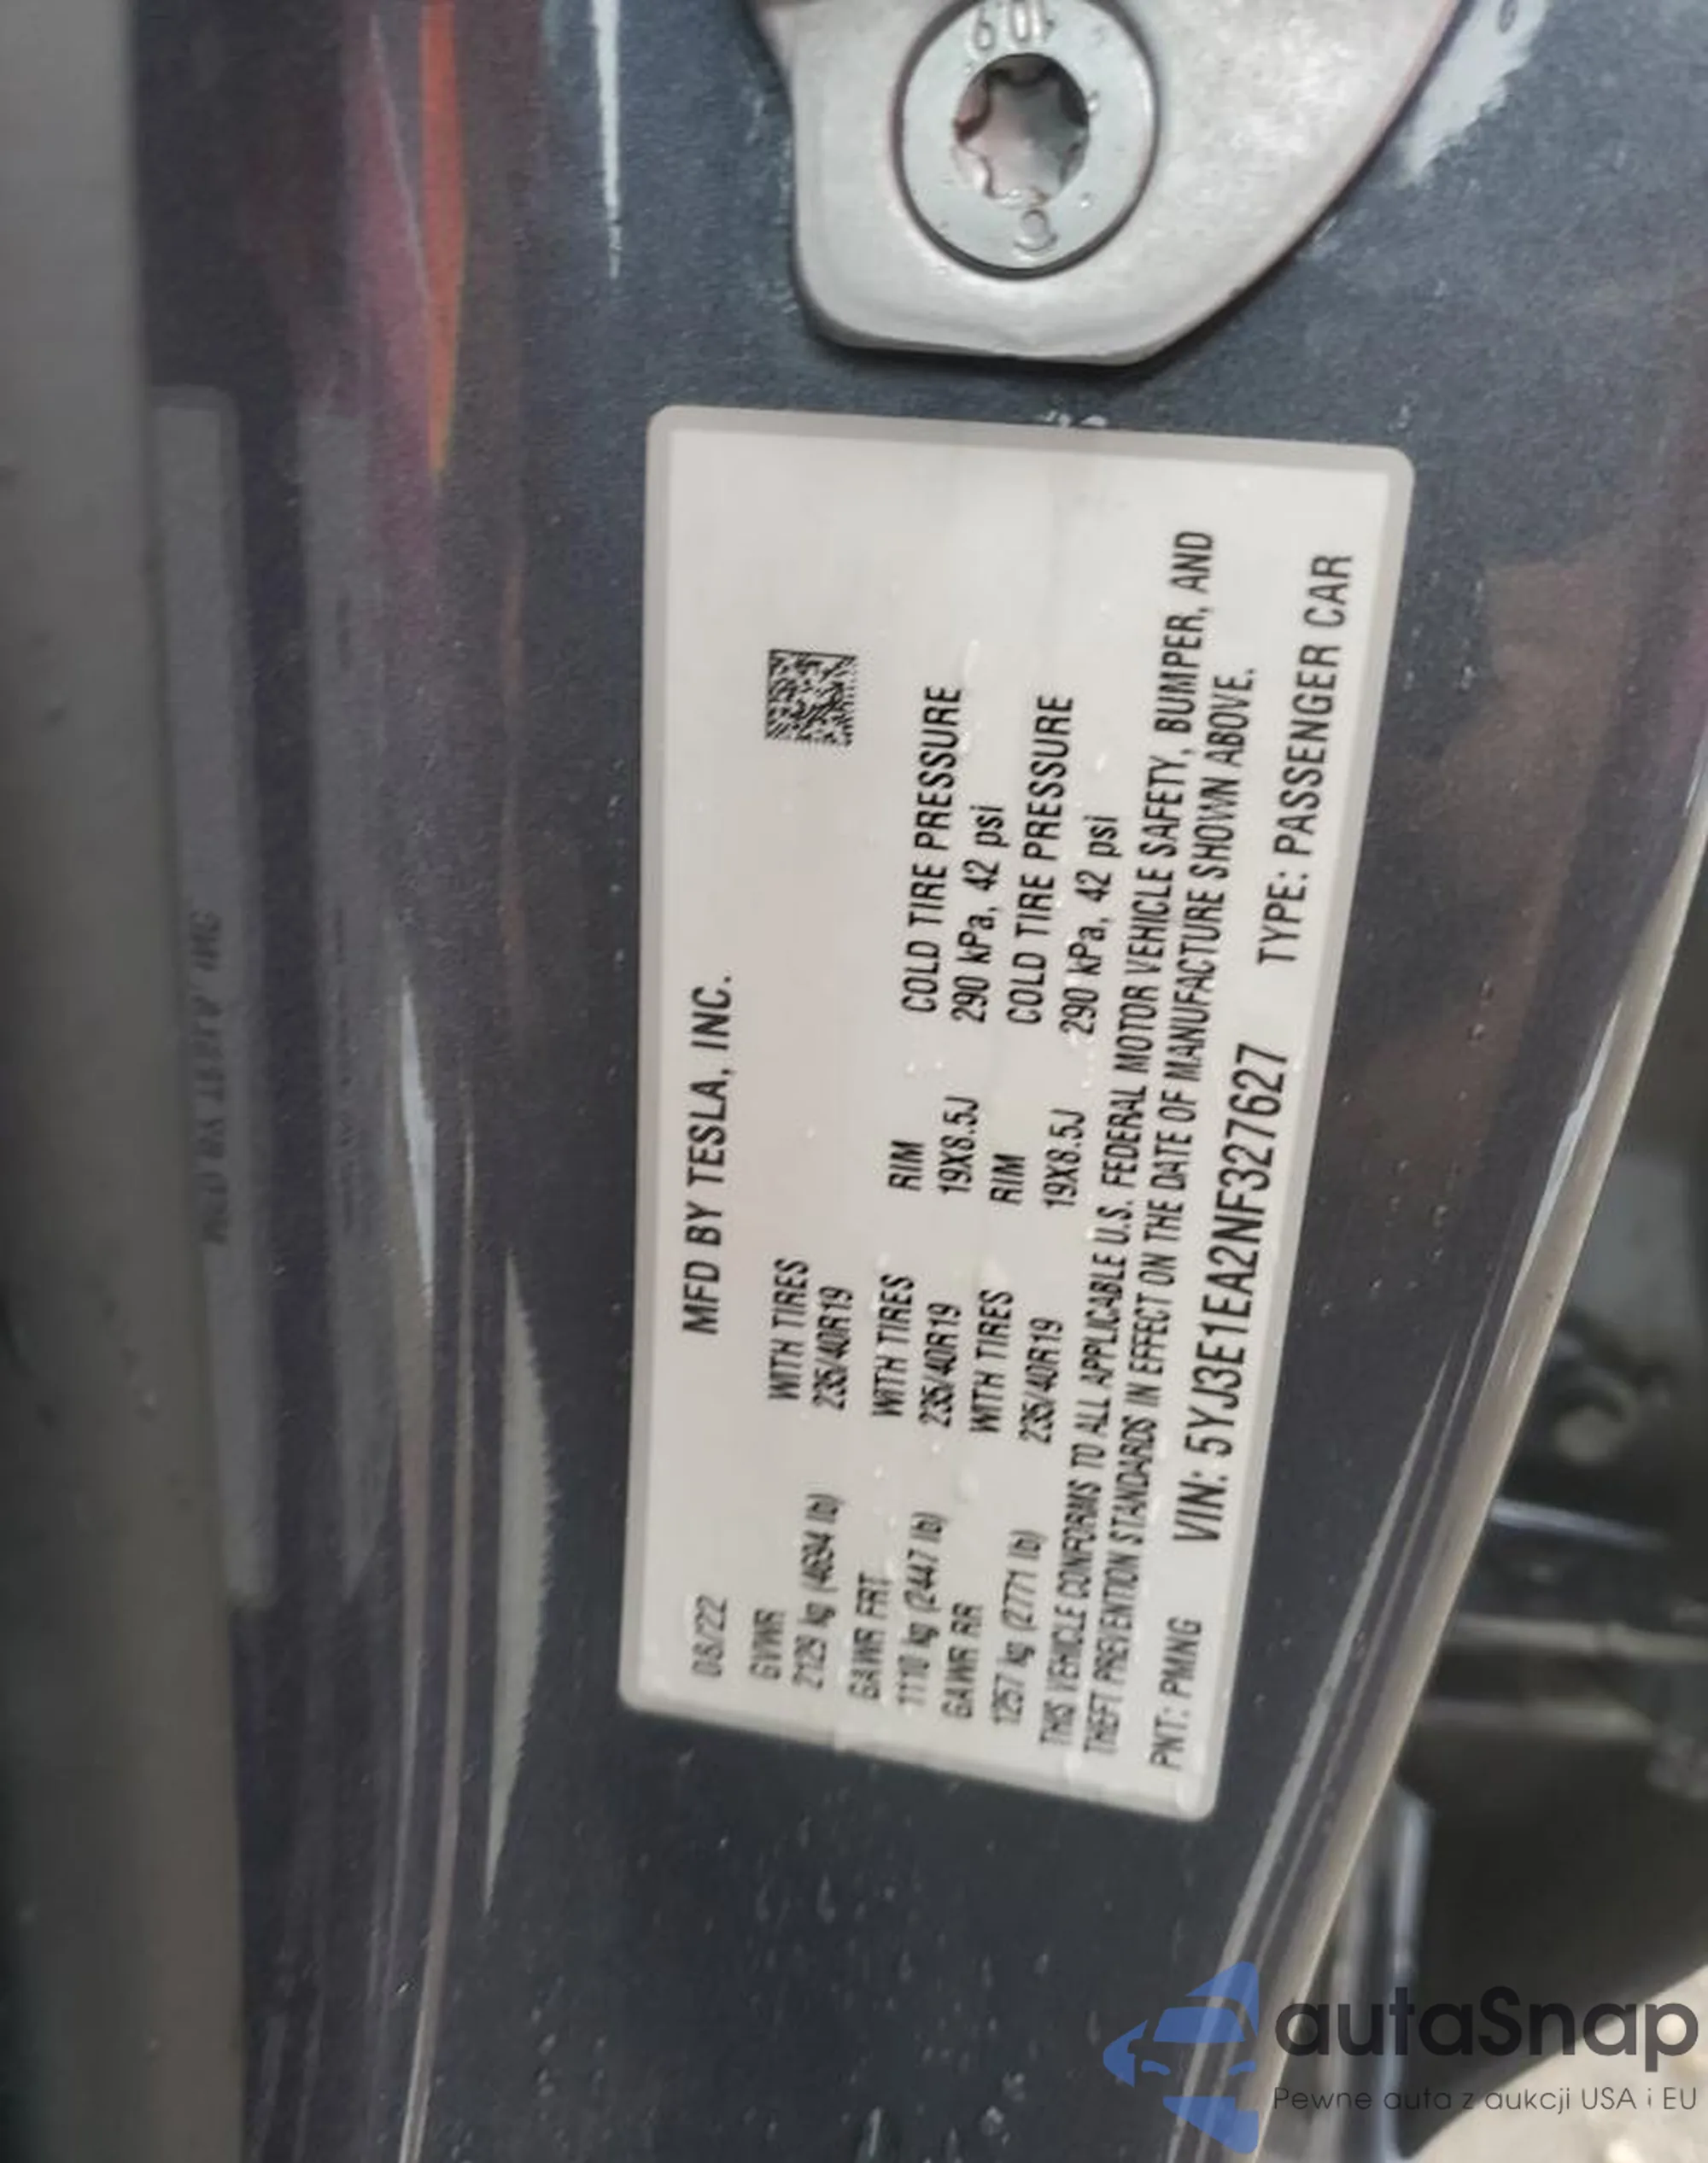 MFD BY TESLA, INC.
08/22
GVWR WITH TIRES
2129 kg (4694 lb) 235/40R19
GAWR FRT WITH TIRES RIM COLD TIRE PRESSURE
1110 kg (2447 lb) 235/40R19 19X8.5J 290 kPa, 42 psi
GAWR RR WITH TIRES RIM COLD TIRE PRESSURE
1257 kg (2771 lb) 235/40R19 19X8.5J 290 kPa, 42 psi
THIS VEHICLE CONFORMS TO ALL APPLICABLE U.S. FEDERAL MOTOR VEHICLE SAFETY, BUMPER, AND
THEFT PREVENTION STANDARDS IN EFFECT ON THE DATE OF MANUFACTURE SHOWN ABOVE.
PNT: PMNG VIN: 5YJ3E1EA2NF327627 TYPE: PASSENGER CAR
autaSnap
Pewne auta z aukcji USA i EU